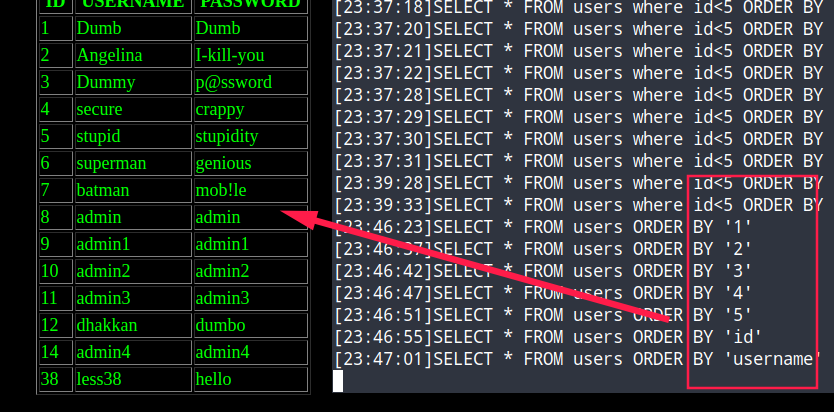 ID USERNAME PASSWORD
1 Dumb Dumb
2 Angelina I-kill-you
3 Dummy p@ssword
4 secure crappy
5 stupid stupidity
6 superman genious
7 batman mob!le
8 admin admin
9 admin1 admin1
10 admin2 admin2
11 admin3 admin3
12 dhakkan dumbo
14 admin4 admin4
38 less38 hello
[23:37:18]SELECT * FROM users where id<5 ORDER BY
[23:37:20]SELECT * FROM users where id<5 ORDER BY
[23:37:21]SELECT * FROM users where id<5 ORDER BY
[23:37:22]SELECT * FROM users where id<5 ORDER BY
[23:37:28]SELECT * FROM users where id<5 ORDER BY
[23:37:29]SELECT * FROM users where id<5 ORDER BY
[23:37:30]SELECT * FROM users where id<5 ORDER BY
[23:37:31]SELECT * FROM users where id<5 ORDER BY
[23:39:28]SELECT * FROM users where id<5 ORDER BY
[23:39:33]SELECT * FROM users where id<5 ORDER BY
[23:46:23]SELECT * FROM users ORDER BY '1'
[23:46:37]SELECT * FROM users ORDER BY '2'
[23:46:42]SELECT * FROM users ORDER BY '3'
[23:46:47]SELECT * FROM users ORDER BY '4'
[23:46:51]SELECT * FROM users ORDER BY '5'
[23:46:55]SELECT * FROM users ORDER BY 'id'
[23:47:01]SELECT * FROM users ORDER BY 'username'